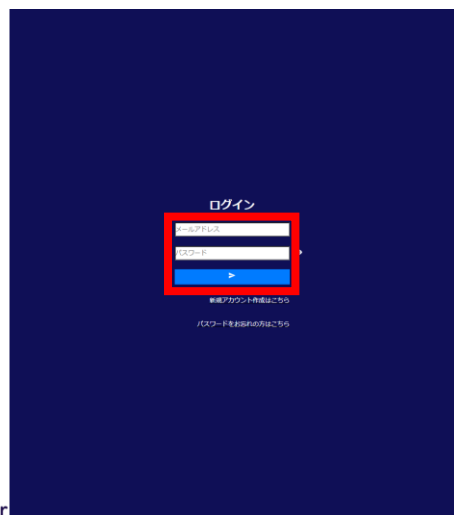 ログイン
メールアドレス
パスワード
新規アカウント作成はこちら
パスワードをお忘れの方はこちら
r